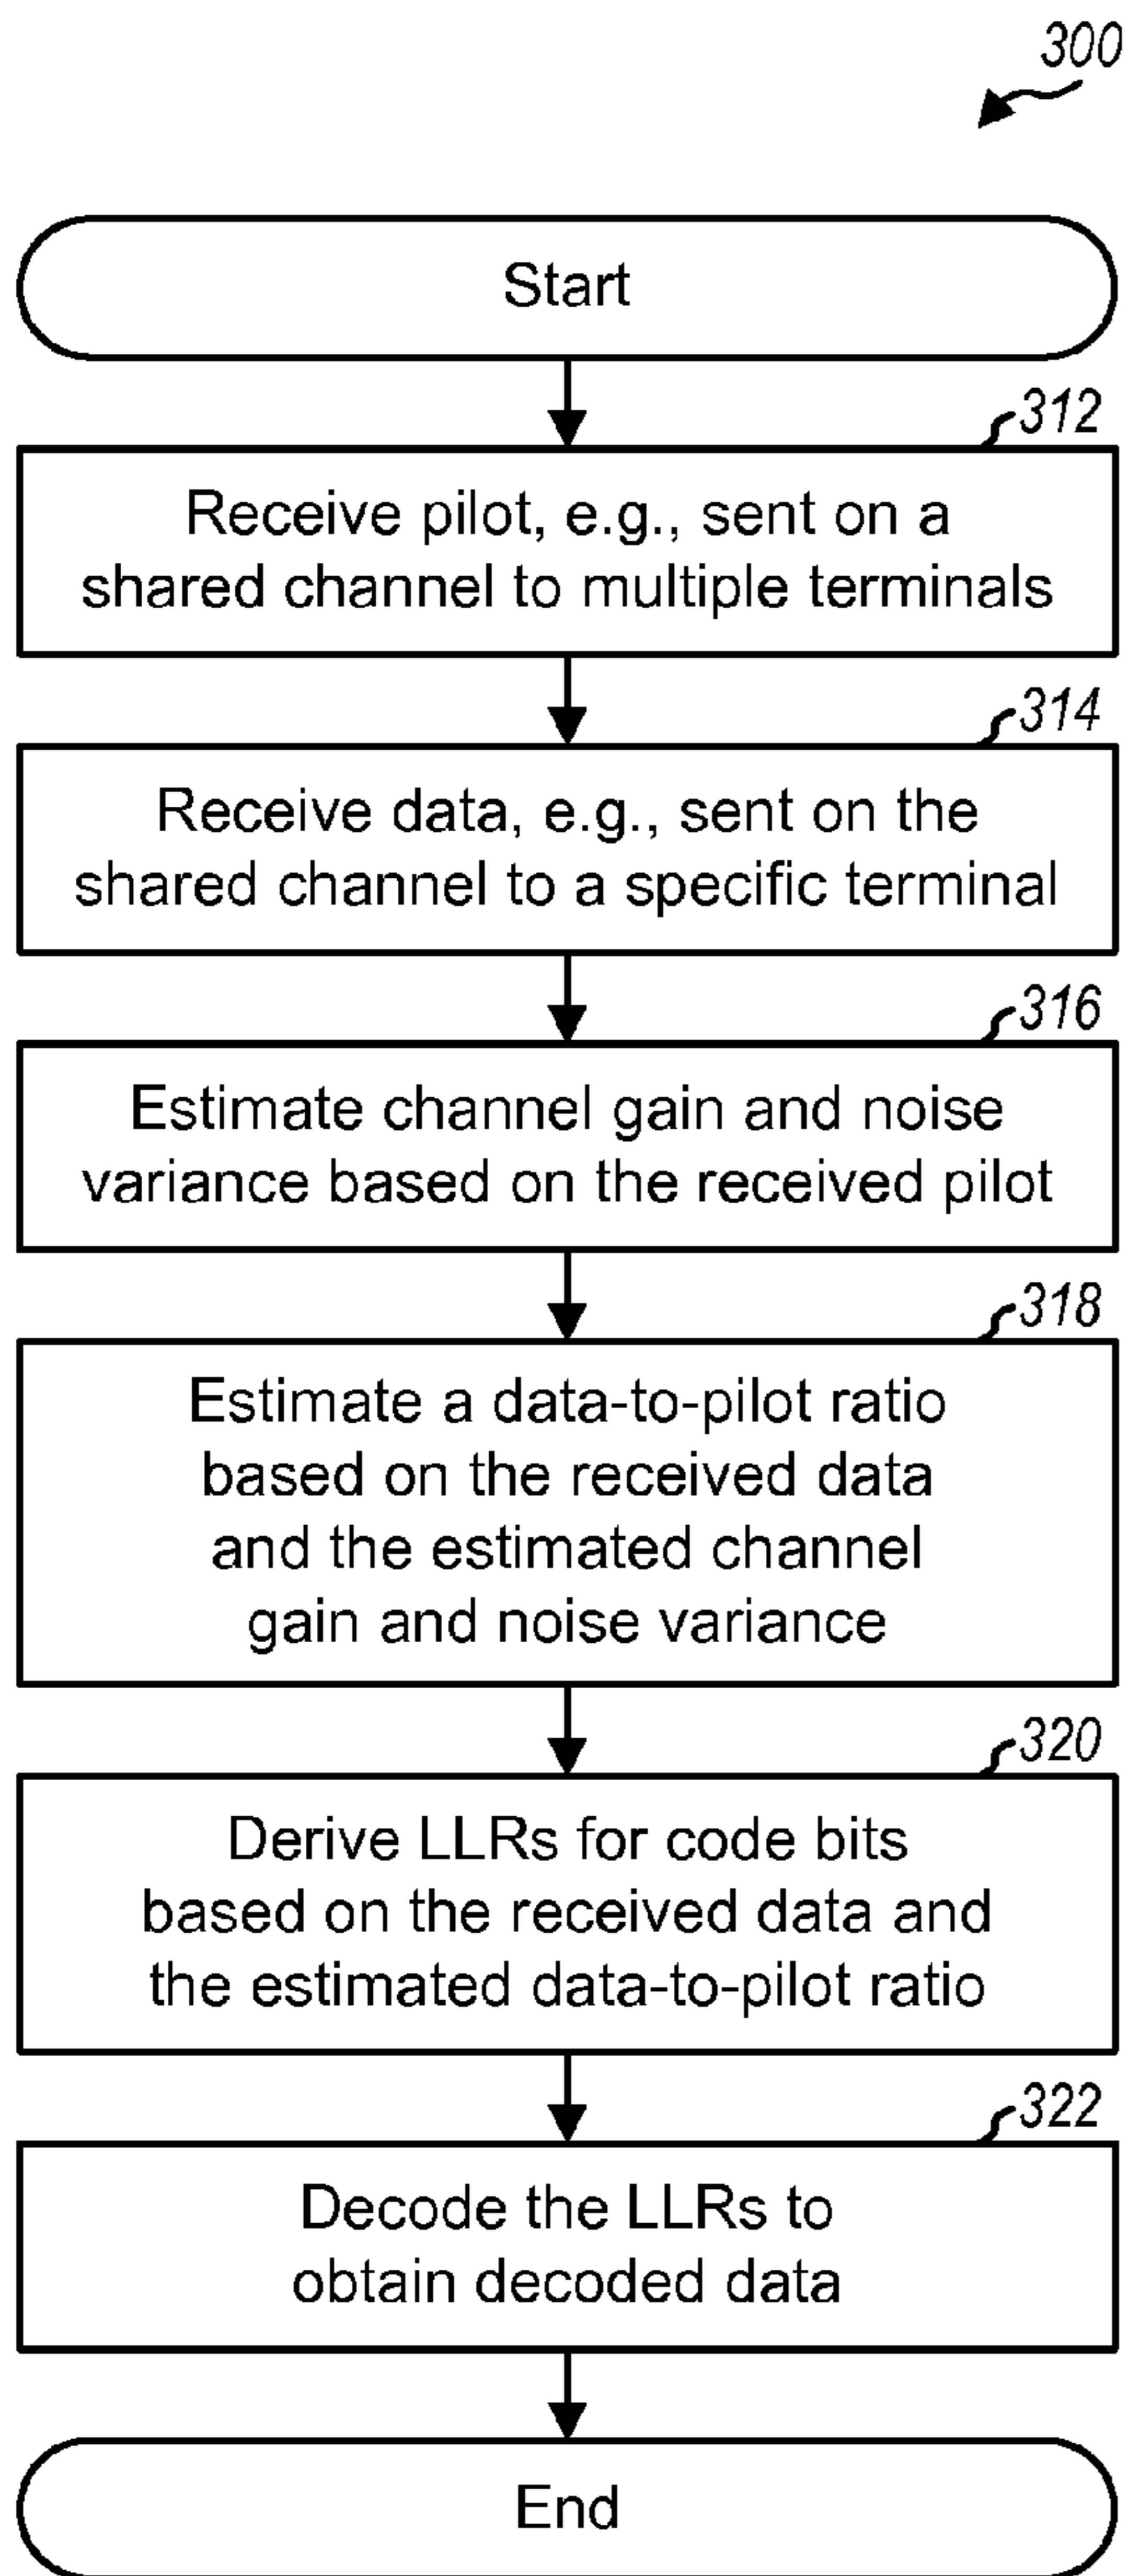 300
Start
312
Receive pilot, e.g., sent on a
shared channel to multiple terminals
314
Receive data, e.g., sent on the
shared channel to a specific terminal
316
Estimate channel gain and noise
variance based on the received pilot
318
Estimate a data-to-pilot ratio
based on the received data
and the estimated channel
gain and noise variance
320
Derive LLRs for code bits
based on the received data and
the estimated data-to-pilot ratio
322
Decode the LLRs to
obtain decoded data
End